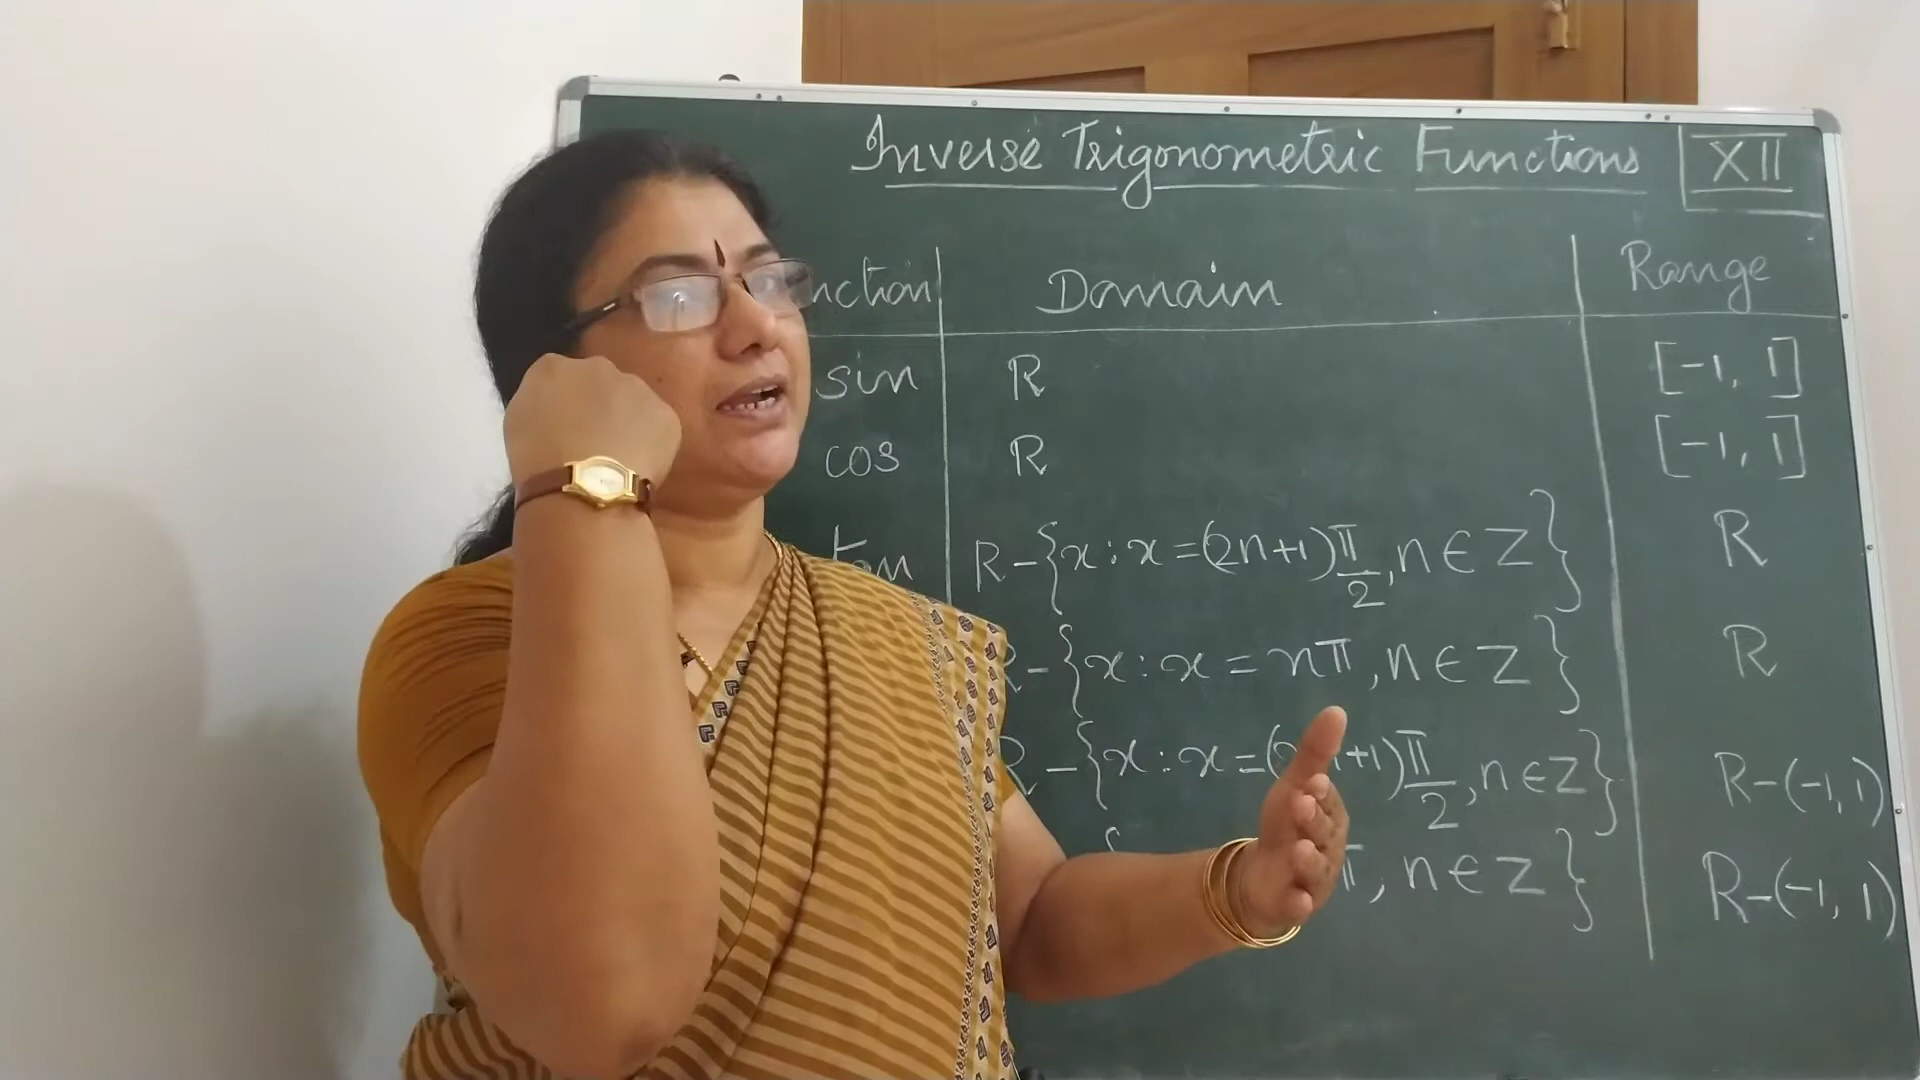 Inverse Trigonometric Functions XII
nction Domain Range
sin R [-1, 1]
cos R [-1, 1]
tan R-{x : x = (2n+1)π/2, n ∈ Z} R
R-{x : x = nπ, n ∈ Z} R
R-{x : x = (2n+1)π/2, n ∈ Z} R-(-1, 1)
{ π, n ∈ Z} R-(-1, 1)